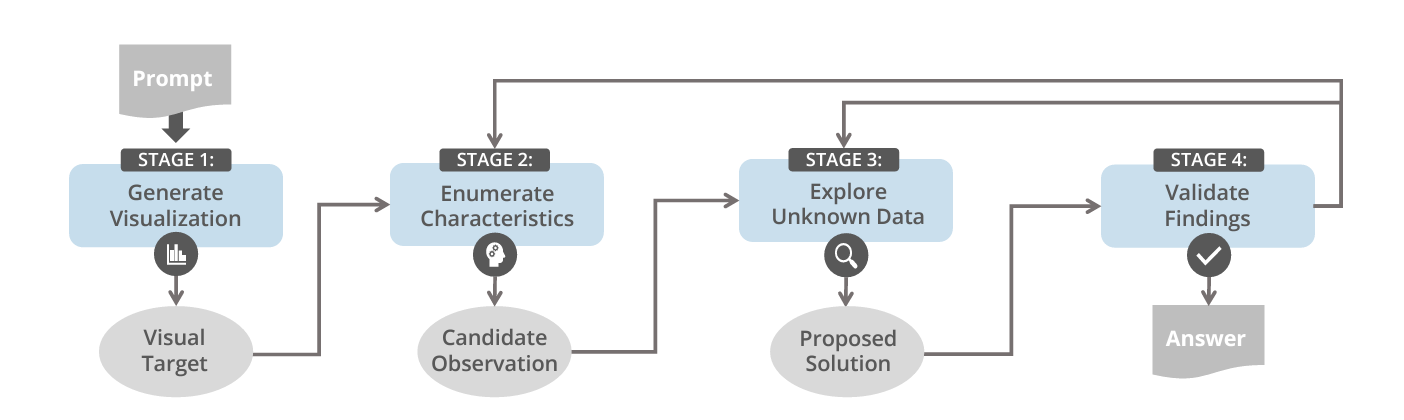 Prompt
STAGE 1:
Generate
Visualization
Visual
Target
STAGE 2:
Enumerate
Characteristics
Candidate
Observation
STAGE 3:
Explore
Unknown Data
Proposed
Solution
STAGE 4:
Validate
Findings
Answer